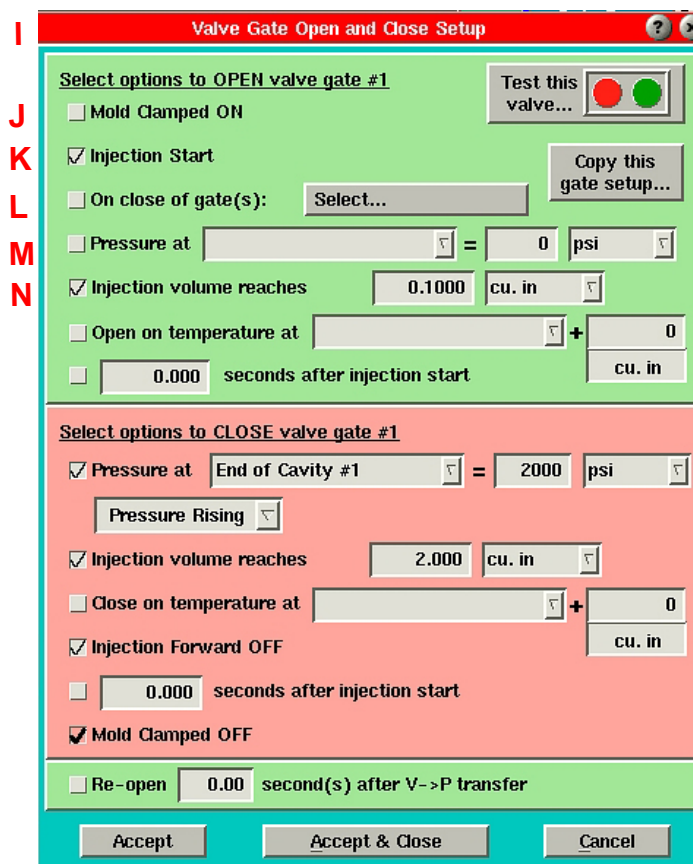 I
Valve Gate Open and Close Setup ?
Select options to OPEN valve gate #1
Test this
valve...
J
Mold Clamped ON
K
Injection Start
Copy this
gate setup...
L
On close of gate(s): Select...
M
Pressure at = 0 psi
N
Injection volume reaches 0.1000 cu. in
Open on temperature at + 0
cu. in
0.000 seconds after injection start
Select options to CLOSE valve gate #1
Pressure at End of Cavity #1 = 2000 psi
Pressure Rising
Injection volume reaches 2.000 cu. in
Close on temperature at + 0
cu. in
Injection Forward OFF
0.000 seconds after injection start
Mold Clamped OFF
Re-open 0.00 second(s) after V->P transfer
Accept Accept & Close Cancel